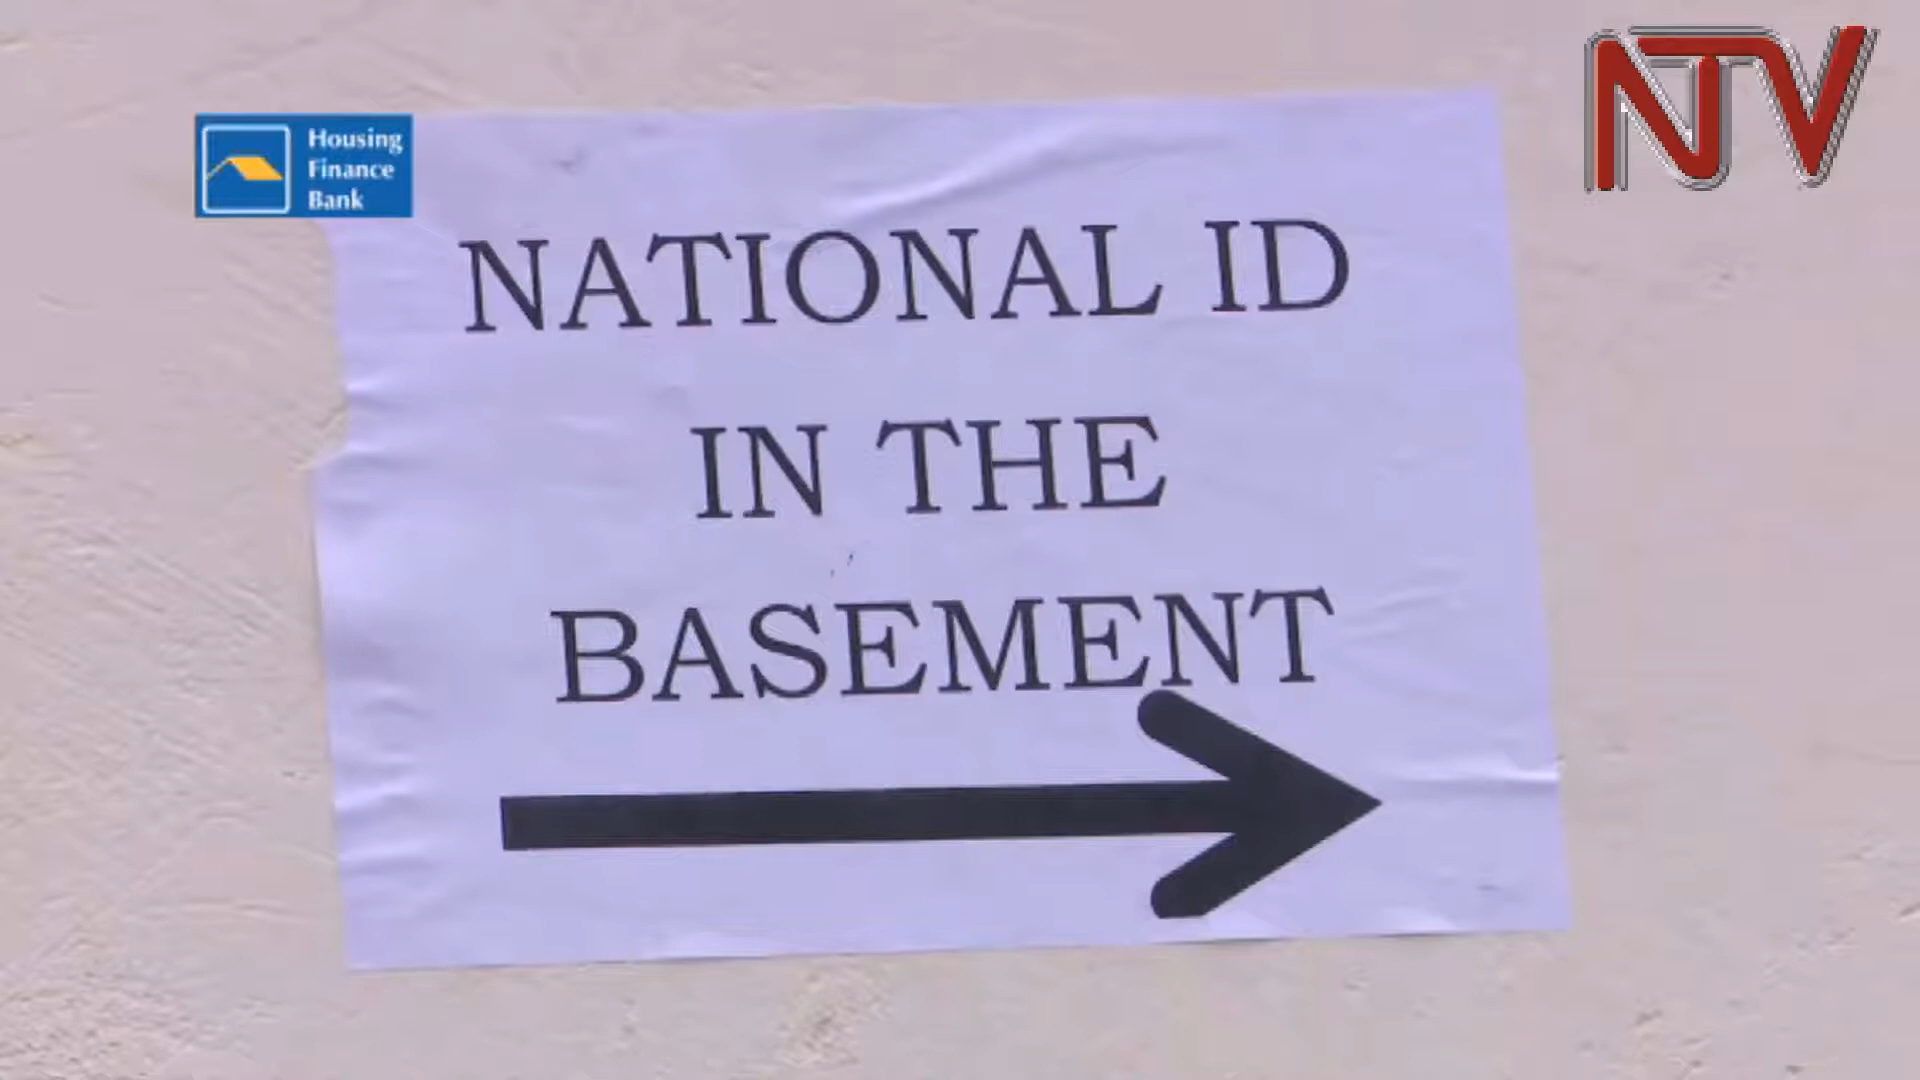 NTV
Housing
Finance
Bank
NATIONAL ID
IN THE
BASEMENT